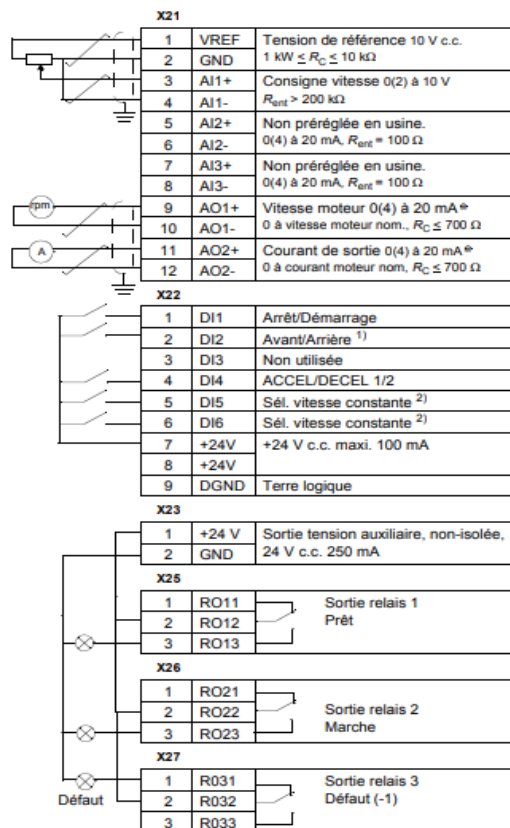 X21
1 VREF Tension de référence 10 V c.c.
2 GND 1 kW ≤ RC ≤ 10 kΩ
3 AI1+ Consigne vitesse 0(2) à 10 V
4 AI1- Rent > 200 kΩ
5 AI2+ Non préréglée en usine.
6 AI2- 0(4) à 20 mA, Rent = 100 Ω
7 AI3+ Non préréglée en usine.
8 AI3- 0(4) à 20 mA, Rent = 100 Ω
rpm 9 AO1+ Vitesse moteur 0(4) à 20 mA
10 AO1- 0 à vitesse moteur nom., RC ≤ 700 Ω
A 11 AO2+ Courant de sortie 0(4) à 20 mA
12 AO2- 0 à courant moteur nom, RC ≤ 700 Ω
X22
1 DI1 Arrêt/Démarrage
2 DI2 Avant/Arrière 1)
3 DI3 Non utilisée
4 DI4 ACCEL/DECEL 1/2
5 DI5 Sél. vitesse constante 2)
6 DI6 Sél. vitesse constante 2)
7 +24V +24 V c.c. maxi. 100 mA
8 +24V
9 DGND Terre logique
X23
1 +24 V Sortie tension auxiliaire, non-isolée,
2 GND 24 V c.c. 250 mA
X25
1 RO11 Sortie relais 1
2 RO12 Prêt
3 RO13
X26
1 RO21
2 RO22 Sortie relais 2
3 RO23 Marche
X27
1 R031 Sortie relais 3
Défaut 2 R032 Défaut (-1)
3 R033